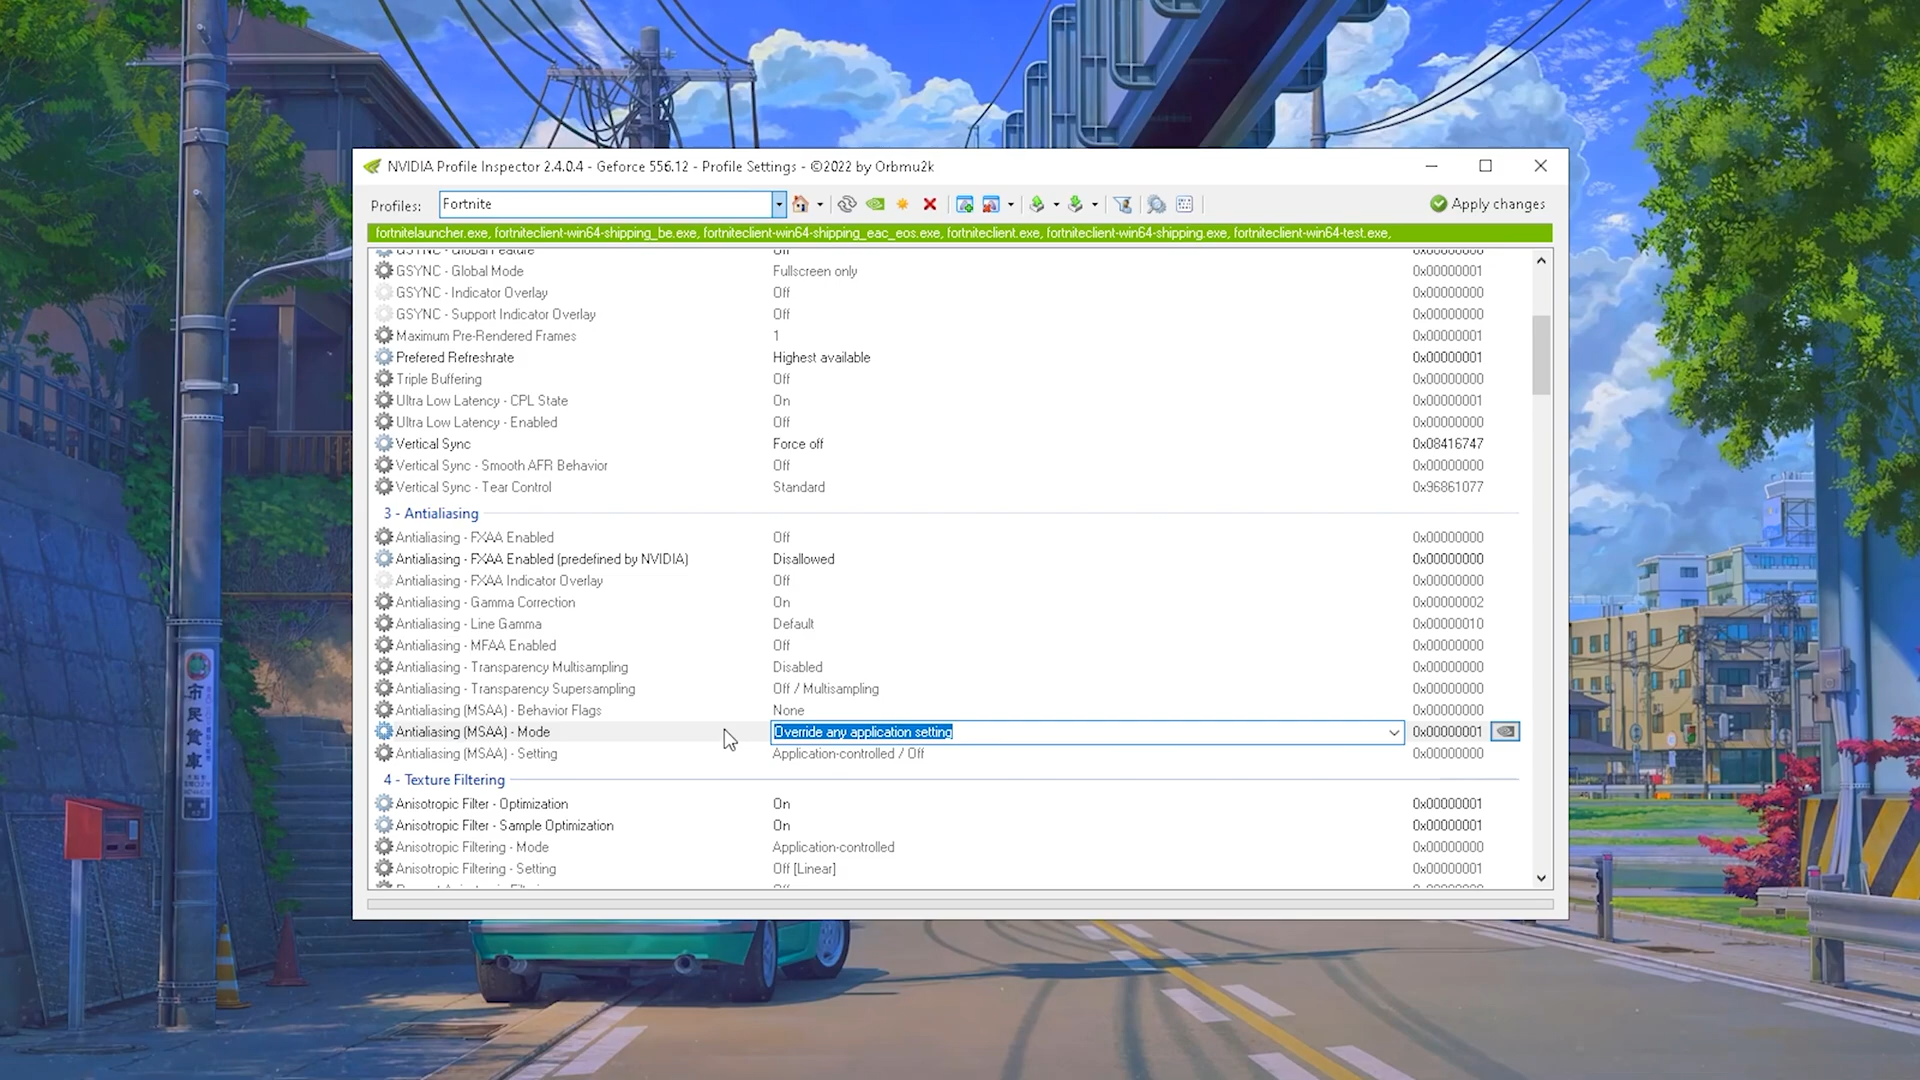 NVIDIA Profile Inspector 2.4.0.4 - Geforce 556.12 - Profile Settings - ©2022 by Orbmu2k
Profiles: Fortnite Apply changes
fortnitelauncher.exe, fortniteclient-win64-shipping_be.exe, fortniteclient-win64-shipping_eac_eos.exe, fortniteclient.exe, fortniteclient-win64-shipping.exe, fortniteclient-win64-test.exe,
GSYNC - Global Feature Off 0x00000000
GSYNC - Global Mode Fullscreen only 0x00000001
GSYNC - Indicator Overlay Off 0x00000000
GSYNC - Support Indicator Overlay Off 0x00000000
Maximum Pre-Rendered Frames 1 0x00000001
Prefered Refreshrate Highest available 0x00000001
Triple Buffering Off 0x00000000
Ultra Low Latency - CPL State On 0x00000001
Ultra Low Latency - Enabled Off 0x00000000
Vertical Sync Force off 0x08416747
Vertical Sync - Smooth AFR Behavior Off 0x00000000
Vertical Sync - Tear Control Standard 0x96861077
3 - Antialiasing
Antialiasing - FXAA Enabled Off 0x00000000
Antialiasing - FXAA Enabled (predefined by NVIDIA) Disallowed 0x00000000
Antialiasing - FXAA Indicator Overlay Off 0x00000000
Antialiasing - Gamma Correction On 0x00000002
Antialiasing - Line Gamma Default 0x00000010
Antialiasing - MFAA Enabled Off 0x00000000
Antialiasing - Transparency Multisampling Disabled 0x00000000
Antialiasing - Transparency Supersampling Off / Multisampling 0x00000000
Antialiasing (MSAA) - Behavior Flags None 0x00000000
Antialiasing (MSAA) - Mode Override any application setting 0x00000001
Antialiasing (MSAA) - Setting Application-controlled / Off 0x00000000
4 - Texture Filtering
Anisotropic Filter - Optimization On 0x00000001
Anisotropic Filter - Sample Optimization On 0x00000001
Anisotropic Filtering - Mode Application-controlled 0x00000000
Anisotropic Filtering - Setting Off [Linear] 0x00000001